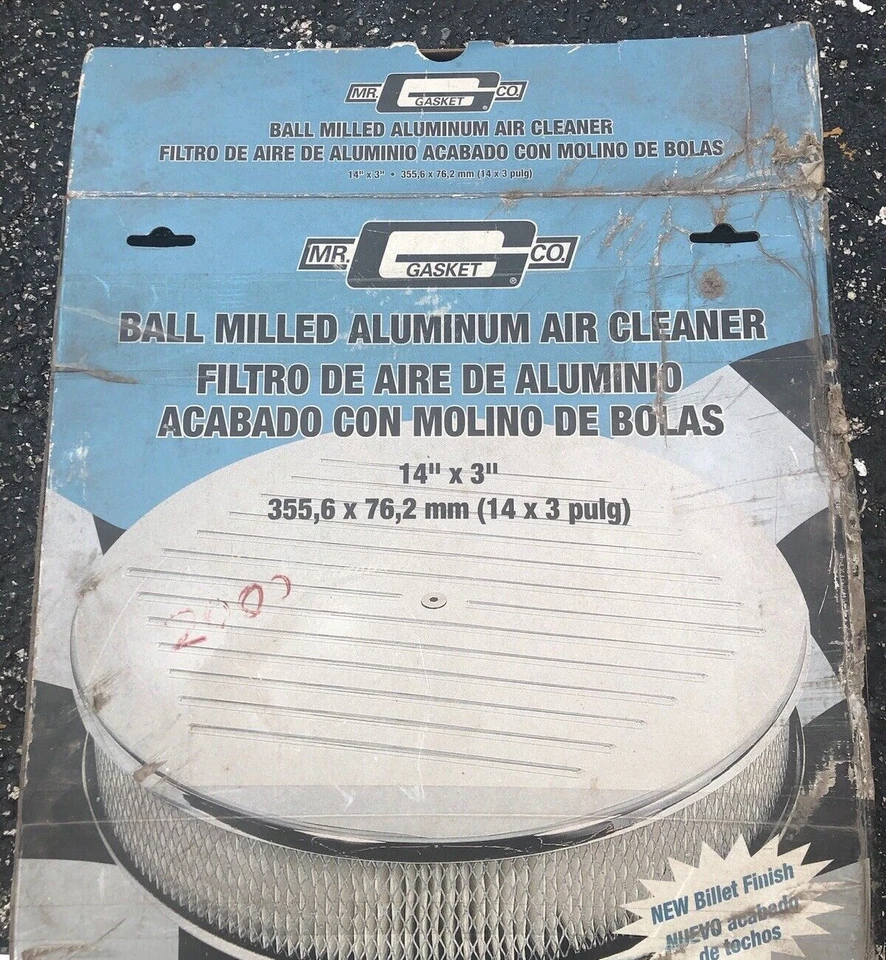 MR. GASKET CO.
BALL MILLED ALUMINUM AIR CLEANER
FILTRO DE AIRE DE ALUMINIO ACABADO CON MOLINO DE BOLAS
14" x 3" • 355,6 x 76,2 mm (14 x 3 pulg)
MR. GASKET CO.
®
BALL MILLED ALUMINUM AIR CLEANER
FILTRO DE AIRE DE ALUMINIO
ACABADO CON MOLINO DE BOLAS
14" x 3"
355,6 x 76,2 mm (14 x 3 pulg)
NEW Billet Finish
NUEVO acabado
de tochos